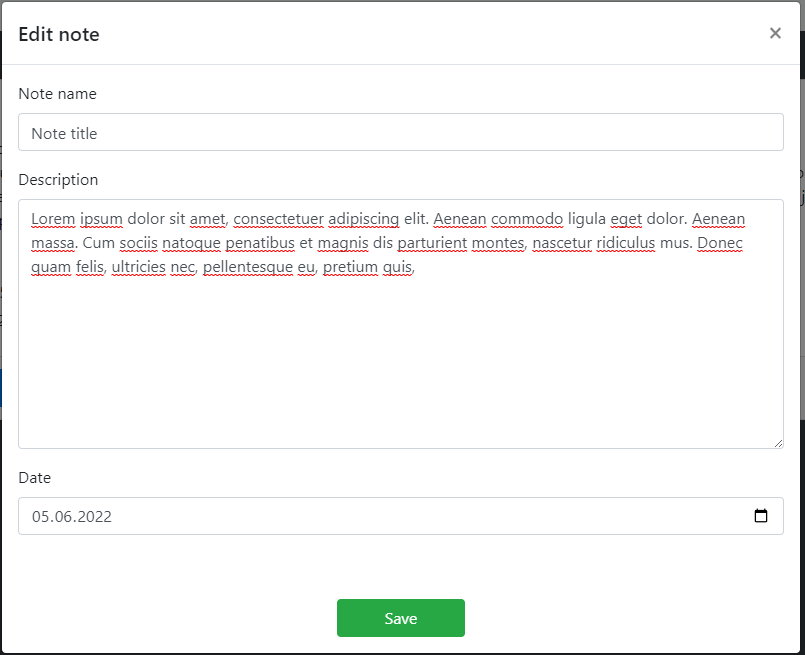 Edit note
×
Note name
Note title
Description
Lorem ipsum dolor sit amet, consectetuer adipiscing elit. Aenean commodo ligula eget dolor. Aenean
massa. Cum sociis natoque penatibus et magnis dis parturient montes, nascetur ridiculus mus. Donec
quam felis, ultricies nec, pellentesque eu, pretium quis,
Date
05.06.2022
Save